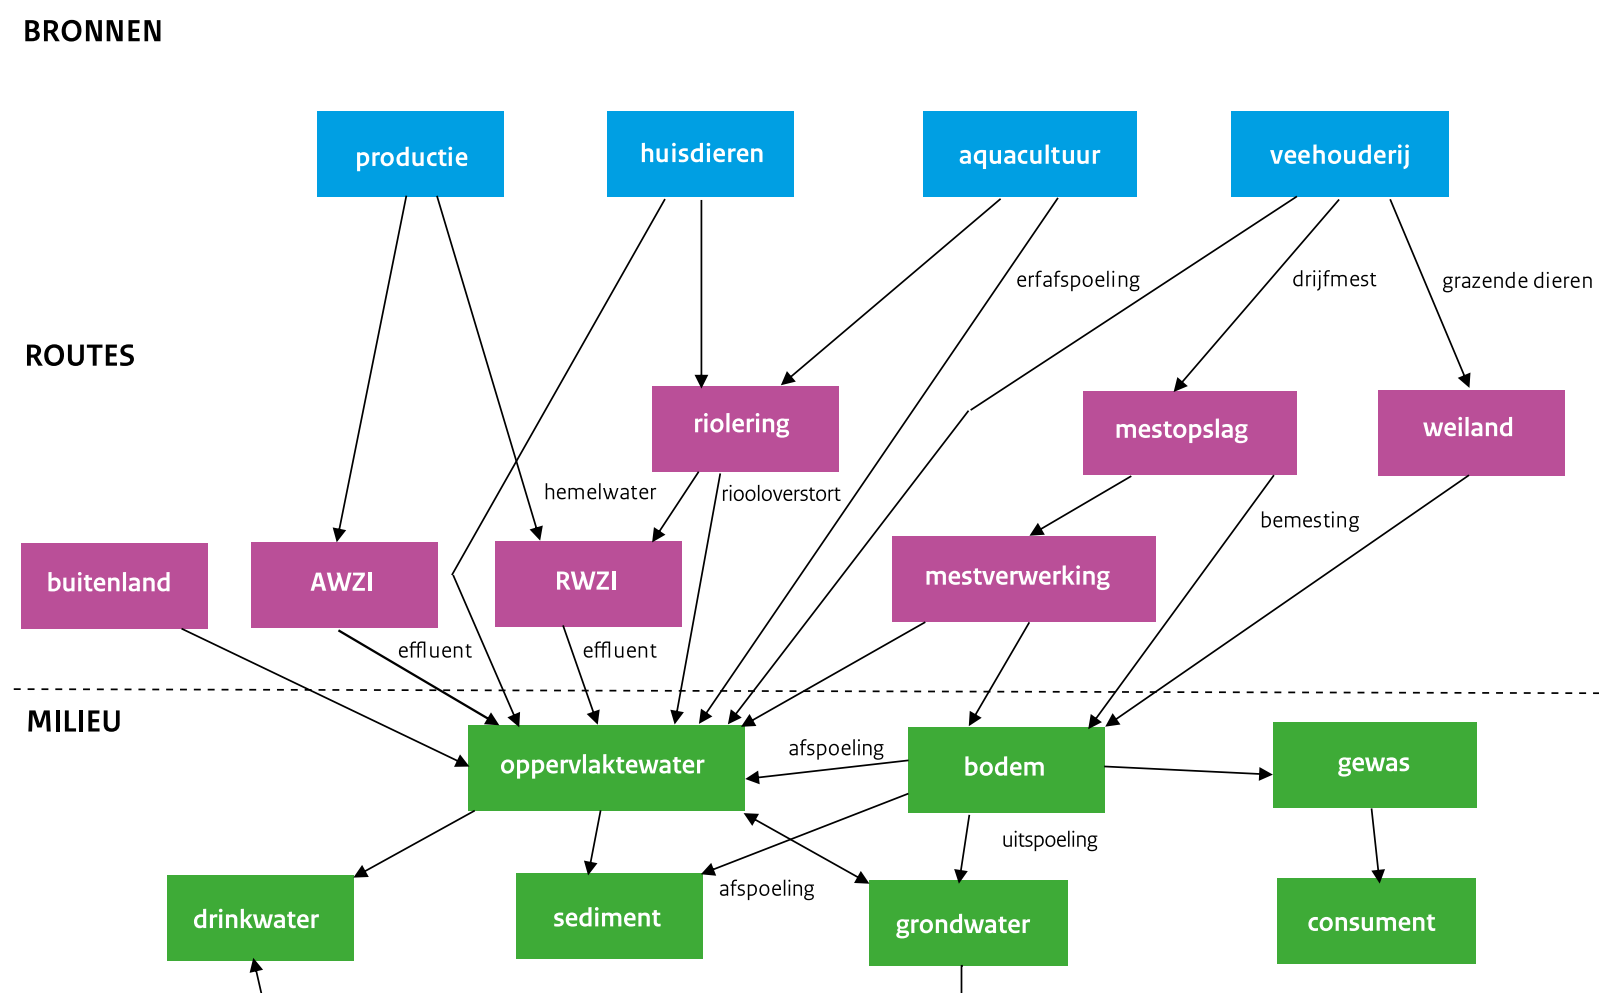 BRONNEN
productie
huisdieren
aquacultuur
veehouderij
erfafspoeling
drijfmest
grazende dieren
ROUTES
riolering
mestopslag
weiland
hemelwater
riooloverstort
bemesting
buitenland
AWZI
RWZI
mestverwerking
effluent
effluent
MILIEU
oppervlaktewater
afspoeling
bodem
gewas
uitspoeling
afspoeling
drinkwater
sediment
grondwater
consument